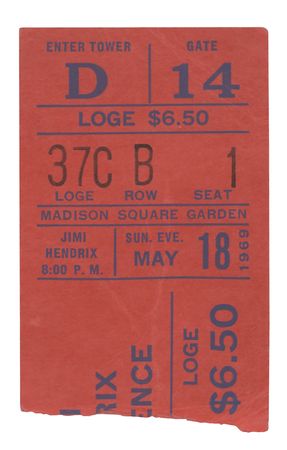 ENTER TOWER GATE
D 14
LOGE $6.50
37C B 1
LOGE ROW SEAT
MADISON SQUARE GARDEN
JIMI
HENDRIX
8:00 P. M.
SUN. EVE.
MAY 18
1969
RIX
ENCE
LOGE
$6.50